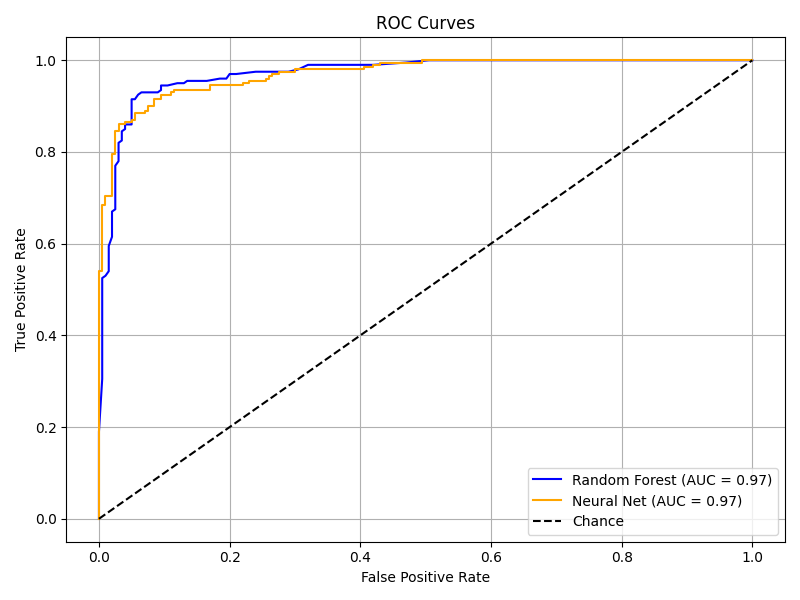 ROC Curves
True Positive Rate
1.0
0.8
0.6
0.4
0.2
0.0
0.0 0.2 0.4 0.6 0.8 1.0
False Positive Rate
Random Forest (AUC = 0.97)
Neural Net (AUC = 0.97)
Chance